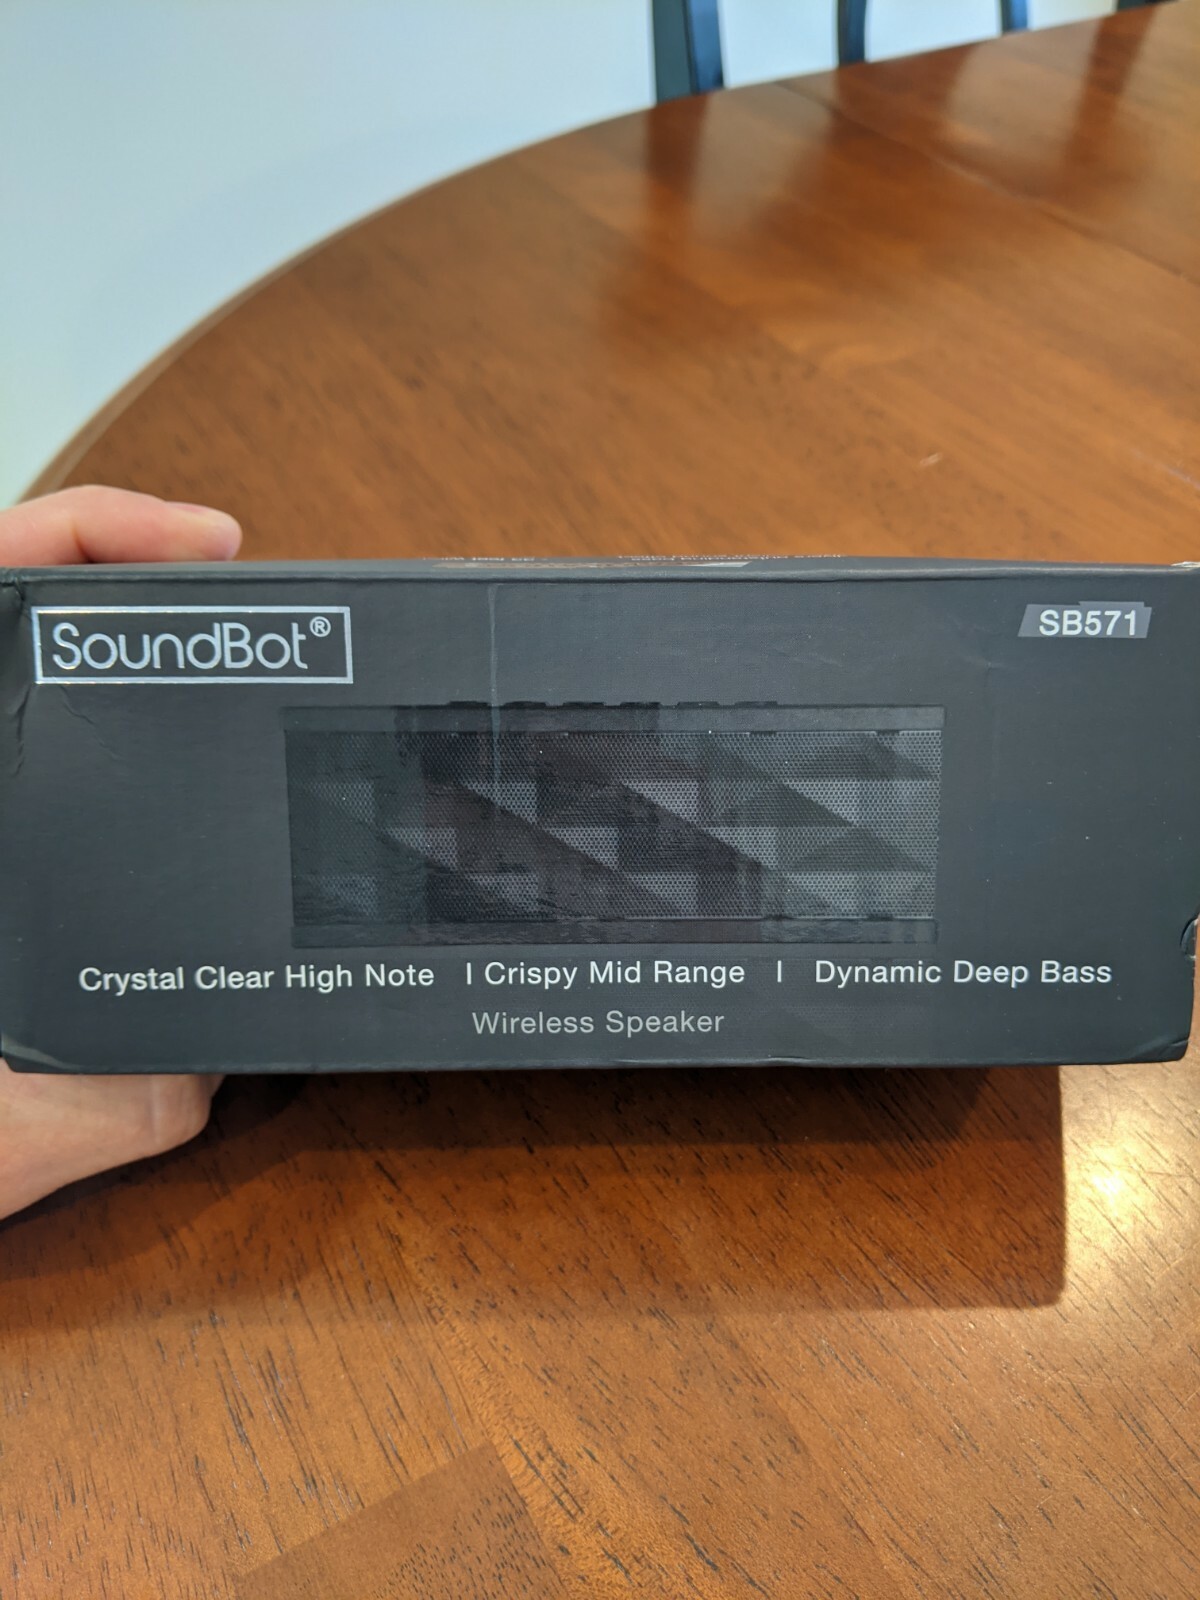 SoundBot®
SB571
Crystal Clear High Note | Crispy Mid Range | Dynamic Deep Bass
Wireless Speaker